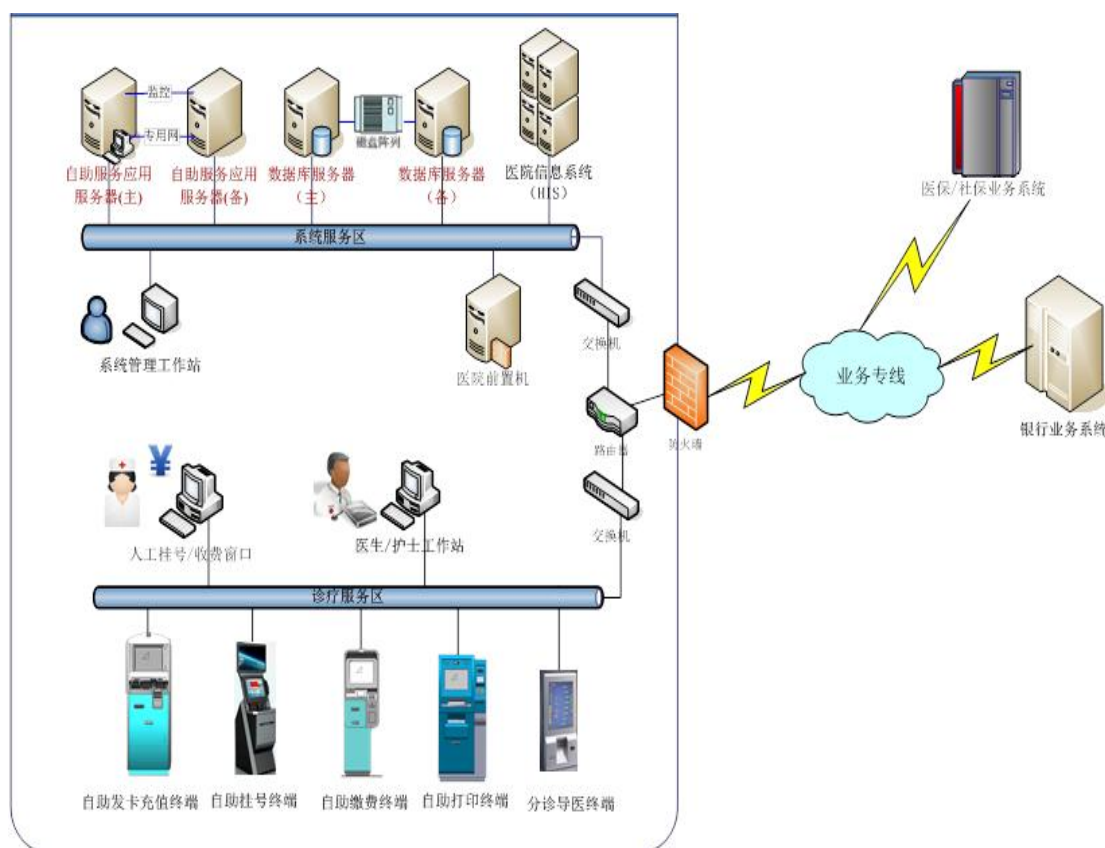 监控
专用网
磁盘阵列
自助服务应用
服务器(主)
自助服务应用
服务器(备)
数据库服务器
（主）
数据库服务器
（备）
医院信息系统
（HIS）
医保/社保业务系统
系统服务区
系统管理工作站
医院前置机
交换机
业务专线
银行业务系统
路由器
防火墙
¥
人工挂号/收费窗口
医生/护士工作站
交换机
诊疗服务区
自助发卡充值终端
自助挂号终端
自助缴费终端
自助打印终端
分诊导医终端